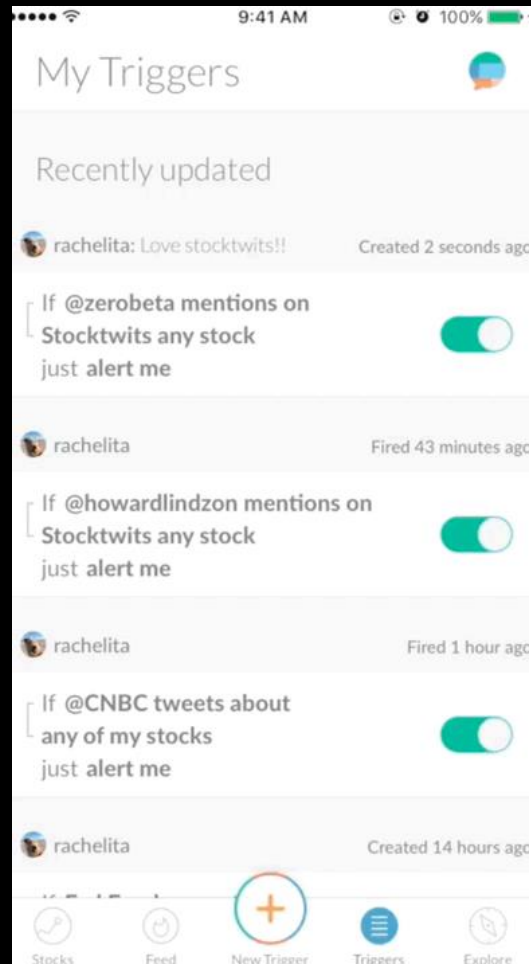 9:41 AM
100%
My Triggers
Recently updated
rachelita: Love stocktwits!!
Created 2 seconds ago
If @zerobeta mentions on
Stocktwits any stock
just alert me
rachelita
Fired 43 minutes ago
If @howardlindzon mentions on
Stocktwits any stock
just alert me
rachelita
Fired 1 hour ago
If @CNBC tweets about
any of my stocks
just alert me
rachelita
Created 14 hours ago
Stocks
Feed
New Trigger
Triggers
Explore